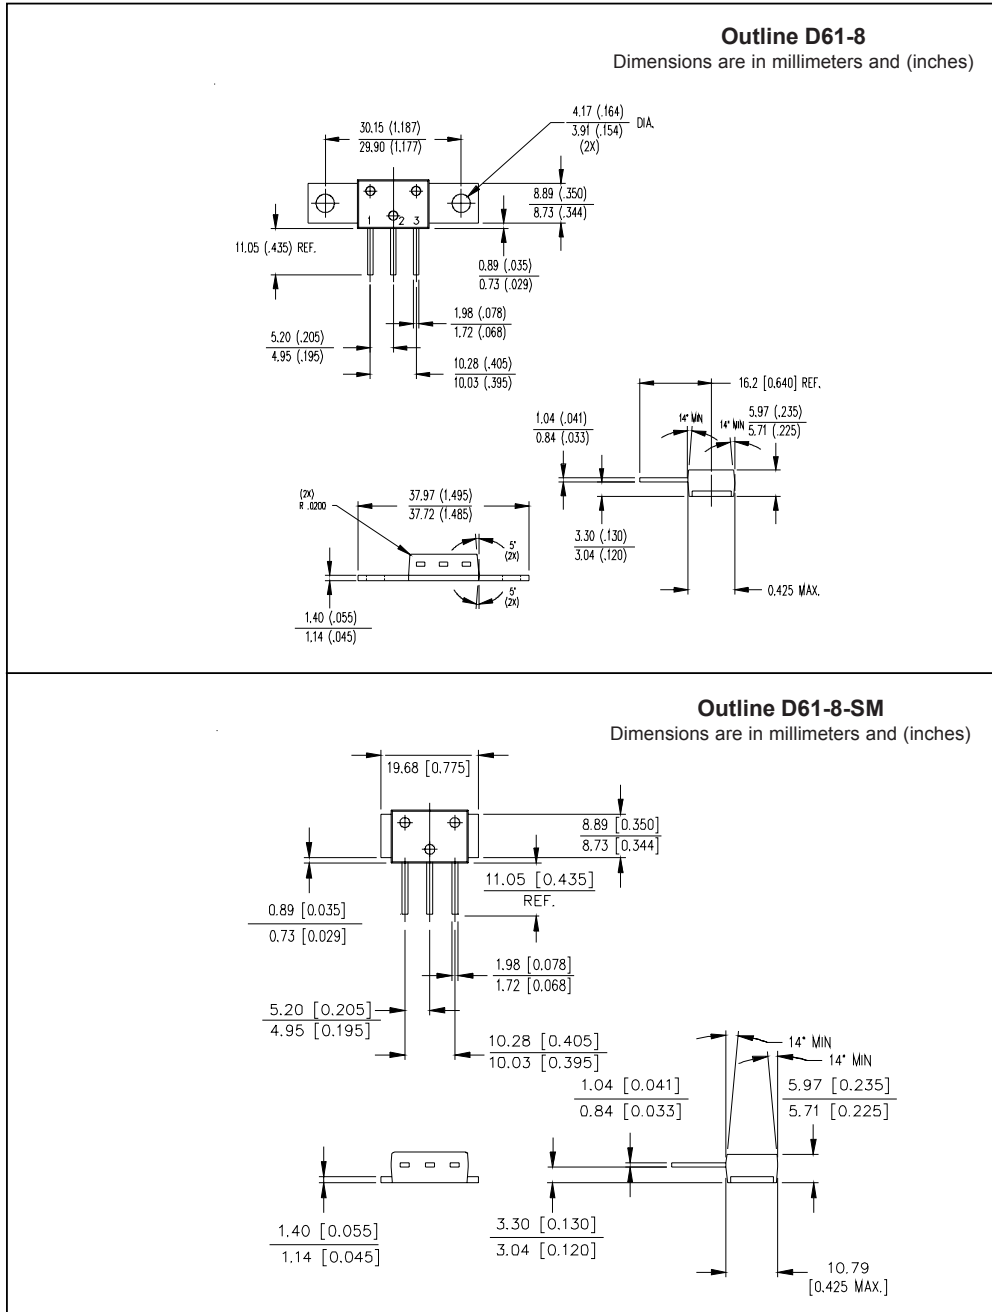 Outline D61-8
Dimensions are in millimeters and (inches)
30.15 (1.187)
29.90 (1.177)
4.17 (.164)
3.91 (.154)
DIA.
(2X)
8.89 (.350)
8.73 (.344)
1 2 3
11.05 (.435) REF.
0.89 (.035)
0.73 (.029)
1.98 (.078)
1.72 (.068)
5.20 (.205)
4.95 (.195)
10.28 (.405)
10.03 (.395)
16.2 [0.640] REF.
1.04 (.041)
0.84 (.033)
14° MIN
14° MIN
5.97 (.235)
5.71 (.225)
(2X)
R .0200
37.97 (1.495)
37.72 (1.485)
5°
(2X)
3.30 (.130)
3.04 (.120)
0.425 MAX.
5°
(2X)
1.40 (.055)
1.14 (.045)
Outline D61-8-SM
Dimensions are in millimeters and (inches)
19.68 [0.775]
8.89 [0.350]
8.73 [0.344]
11.05 [0.435]
REF.
0.89 [0.035]
0.73 [0.029]
1.98 [0.078]
1.72 [0.068]
5.20 [0.205]
4.95 [0.195]
10.28 [0.405]
10.03 [0.395]
14° MIN
14° MIN
1.04 [0.041]
0.84 [0.033]
5.97 [0.235]
5.71 [0.225]
1.40 [0.055]
1.14 [0.045]
3.30 [0.130]
3.04 [0.120]
10.79
[0.425 MAX.]